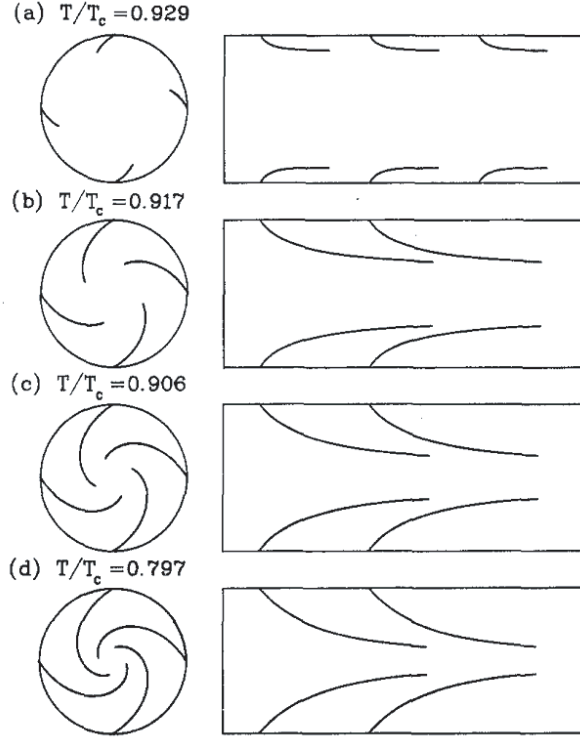 (a) T/T_c =0.929
(b) T/T_c =0.917
(c) T/T_c =0.906
(d) T/T_c =0.797